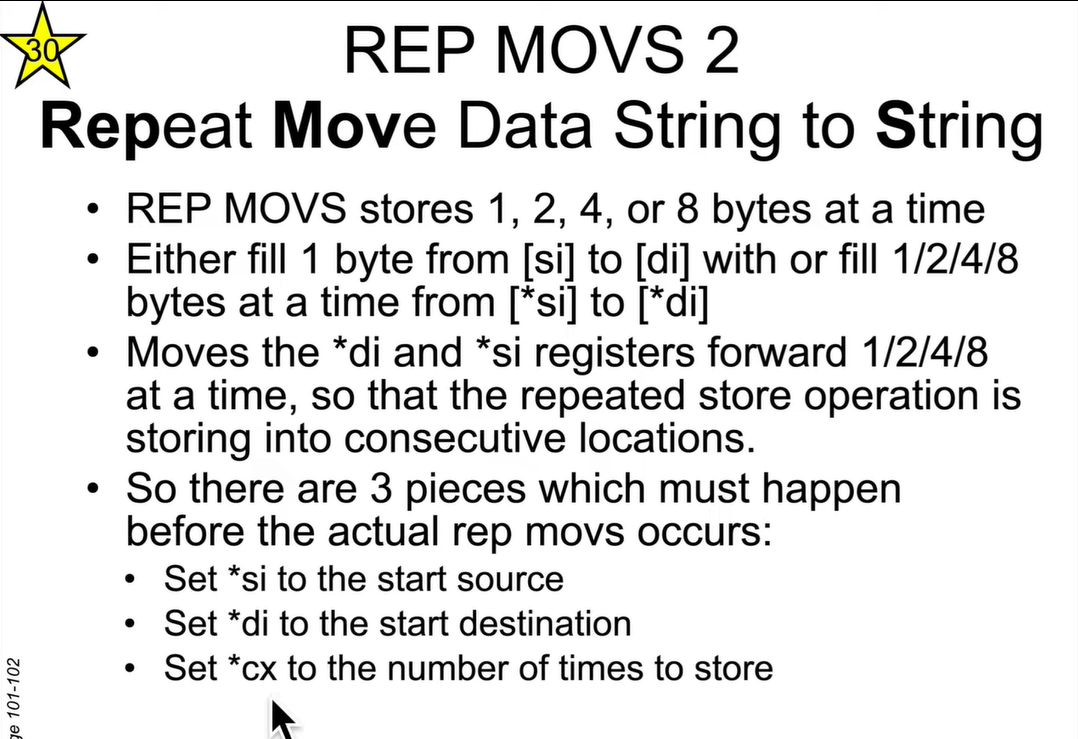 30
REP MOVS 2
Repeat Move Data String to String
• REP MOVS stores 1, 2, 4, or 8 bytes at a time
• Either fill 1 byte from [si] to [di] with or fill 1/2/4/8
bytes at a time from [*si] to [*di]
• Moves the *di and *si registers forward 1/2/4/8
at a time, so that the repeated store operation is
storing into consecutive locations.
• So there are 3 pieces which must happen
before the actual rep movs occurs:
• Set *si to the start source
• Set *di to the start destination
• Set *cx to the number of times to store
ge 101-102